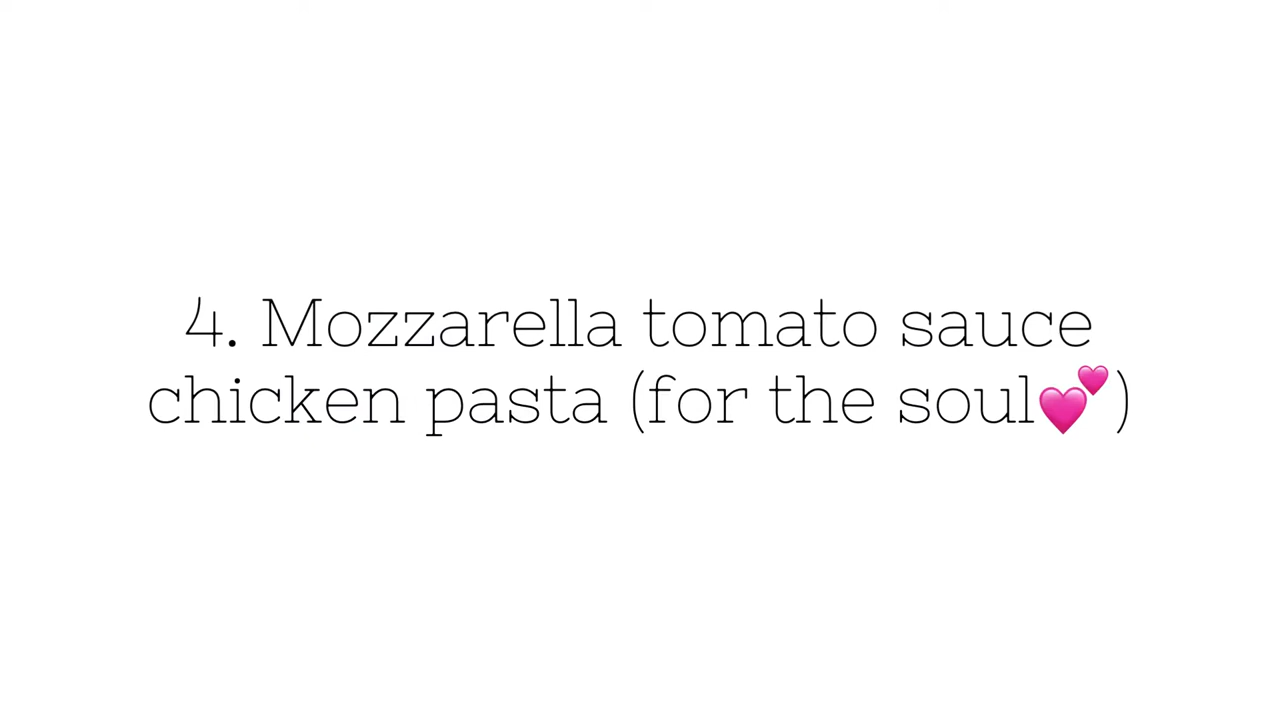 4. Mozzarella tomato sauce
chicken pasta (for the soul💕)